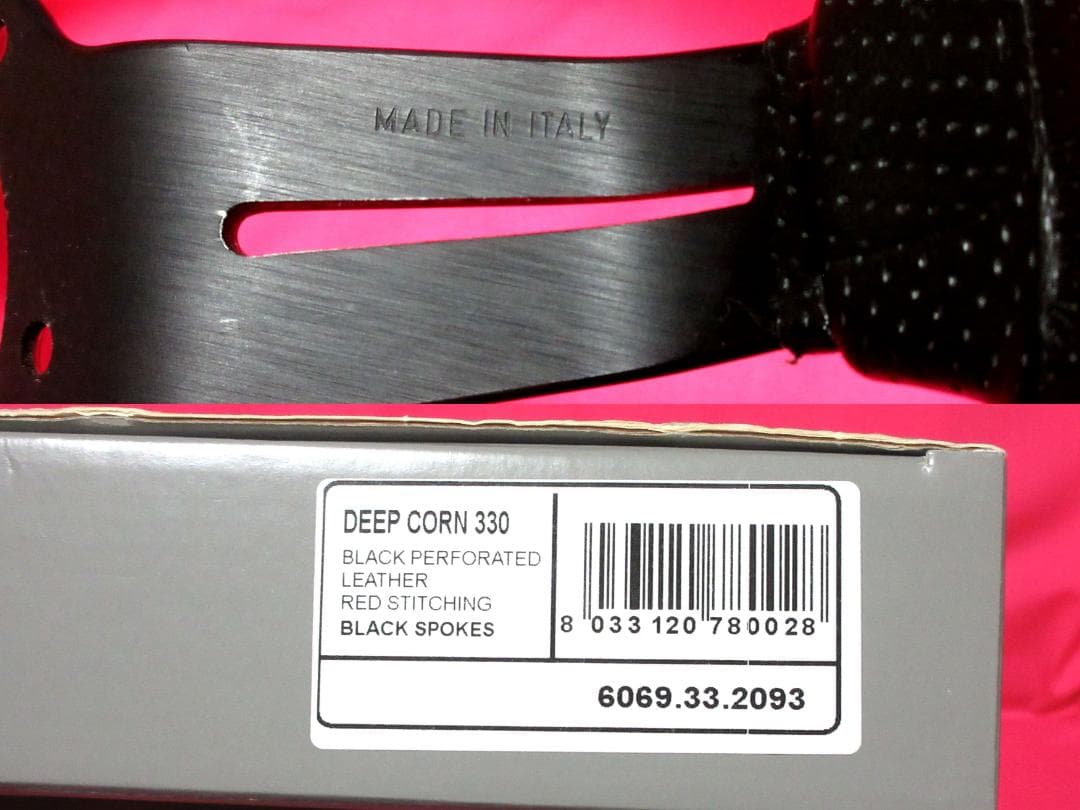 MADE IN ITALY
DEEP CORN 330
BLACK PERFORATED
LEATHER
RED STITCHING
BLACK SPOKES
8 033120 780028
6069.33.2093